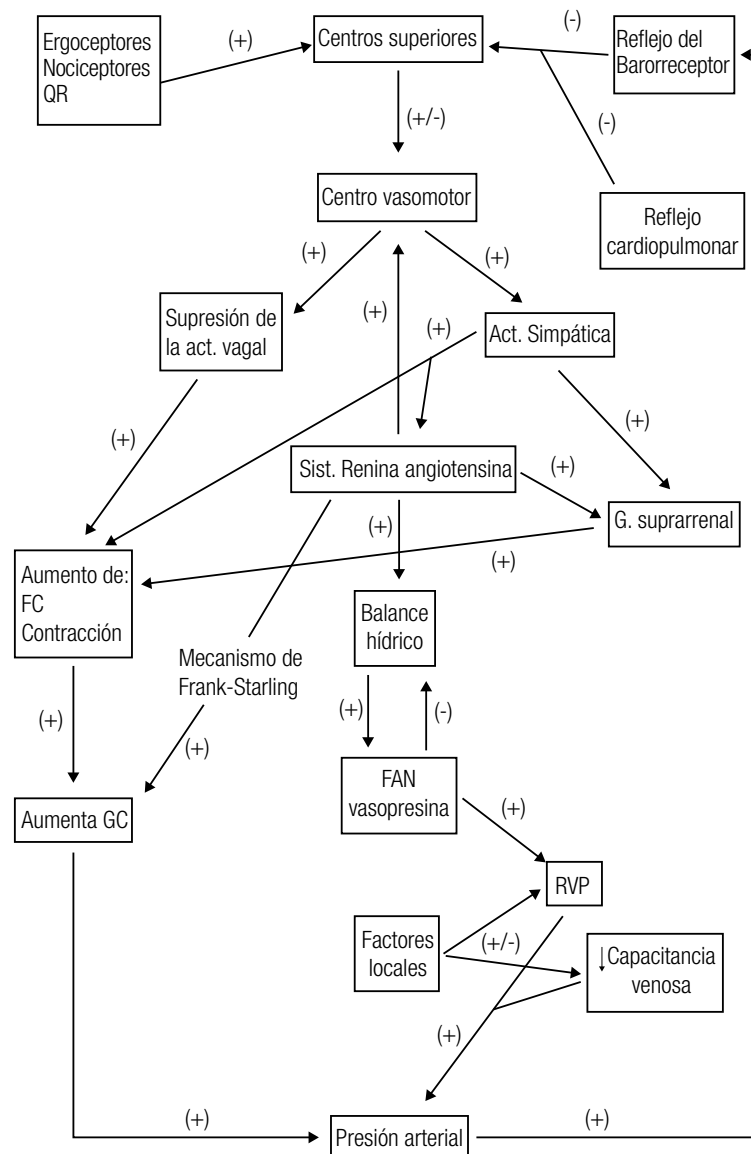 Ergoceptores
Nociceptores
QR
(+)
Centros superiores
(-)
Reflejo del
Barorreceptor
(+/-)
(-)
Centro vasomotor
Reflejo
cardiopulmonar
(+)
(+)
(+)
(+)
Supresión de
la act. vagal
Act. Simpática
(+)
(+)
Sist. Renina angiotensina
(+)
(+)
G. suprarrenal
(+)
Aumento de:
FC
Contracción
Balance
hídrico
Mecanismo de
Frank-Starling
(+)
(+)
(+)
(-)
FAN
vasopresina
(+)
Aumenta GC
RVP
Factores
locales
(+/-)
↓Capacitancia
venosa
(+)
(+)
Presión arterial
(+)